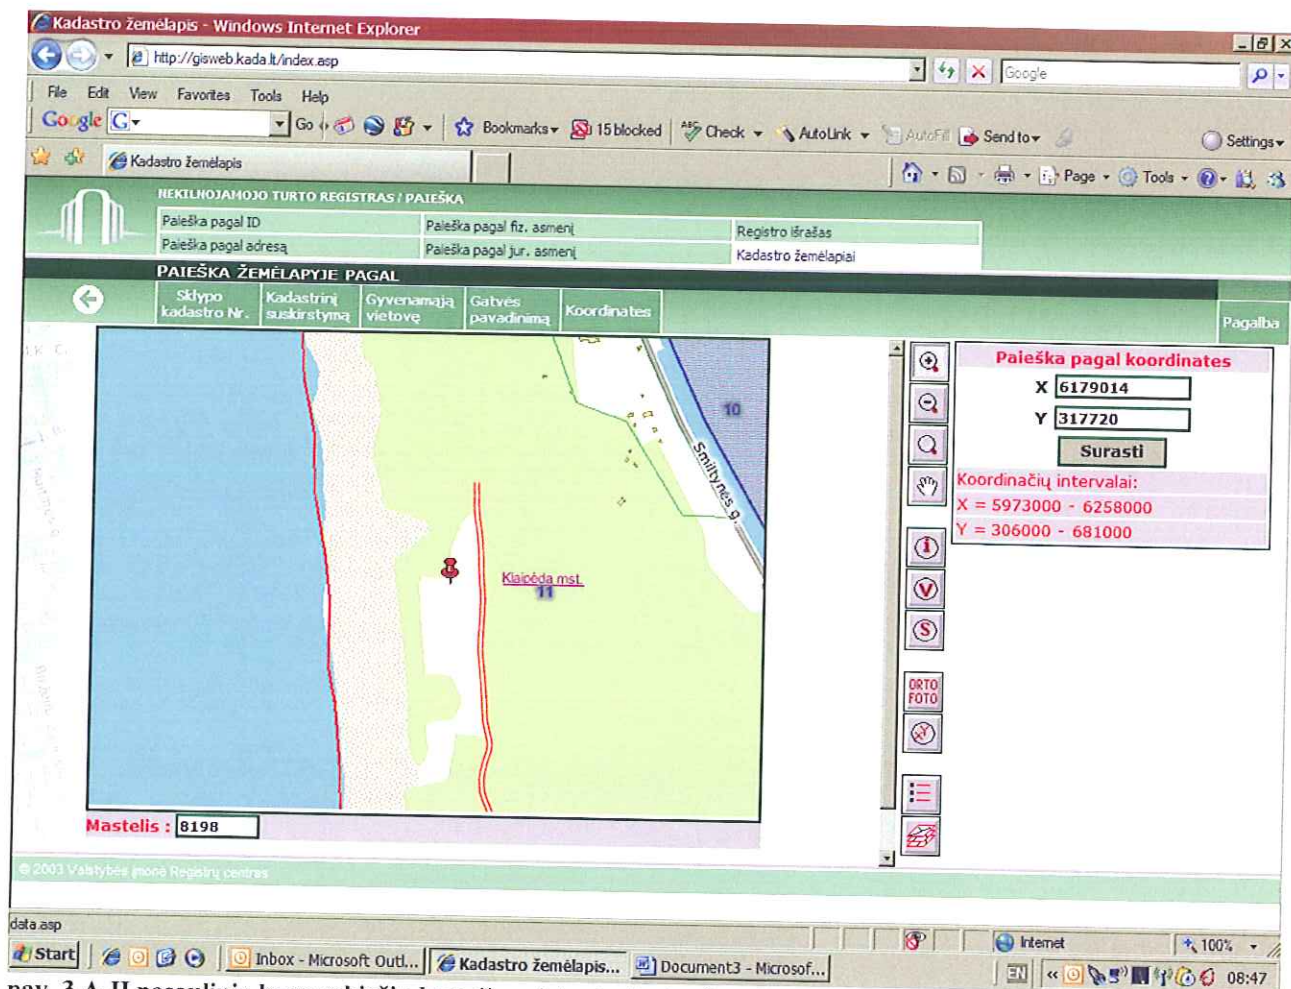 Kadastro žemėlapis - Windows Internet Explorer
http://gisweb.kada.lt/index.asp
Google
File Edit View Favorites Tools Help
Google G Go Bookmarks 15 blocked ABC Check AutoLink AutoFill Send to Settings
Kadastro žemėlapis
Page Tools
NEKILNOJAMOJO TURTO REGISTRAS / PAIEŠKA
Paieška pagal ID Paieška pagal fiz. asmenį Registro išrašas
Paieška pagal adresą Paieška pagal jur. asmenį Kadastro žemėlapiai
PAIEŠKA ŽEMĖLAPYJE PAGAL
Sklypo kadastro Nr. Kadastrinį suskirstymą Gyvenamąją vietovę Gatvės pavadinimą Koordinates
Pagalba
10
Smiltynės g.
Klaipėda mst.
11
Paieška pagal koordinates
X 6179014
Y 317720
Surasti
Koordinačių intervalai:
X = 5973000 - 6258000
Y = 306000 - 681000
i
V
S
ORTO
FOTO
XY
Mastelis : 8198
© 2003 Valstybės įmonė Registrų centras
data.asp
Internet 100%
Start Inbox - Microsoft Outl... Kadastro žemėlapis... Document3 - Microsof... EN 08:47